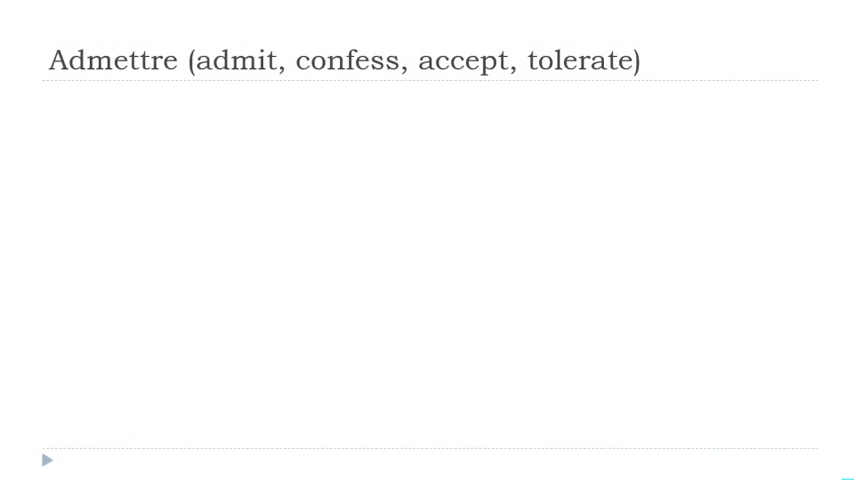 Admettre (admit, confess, accept, tolerate)